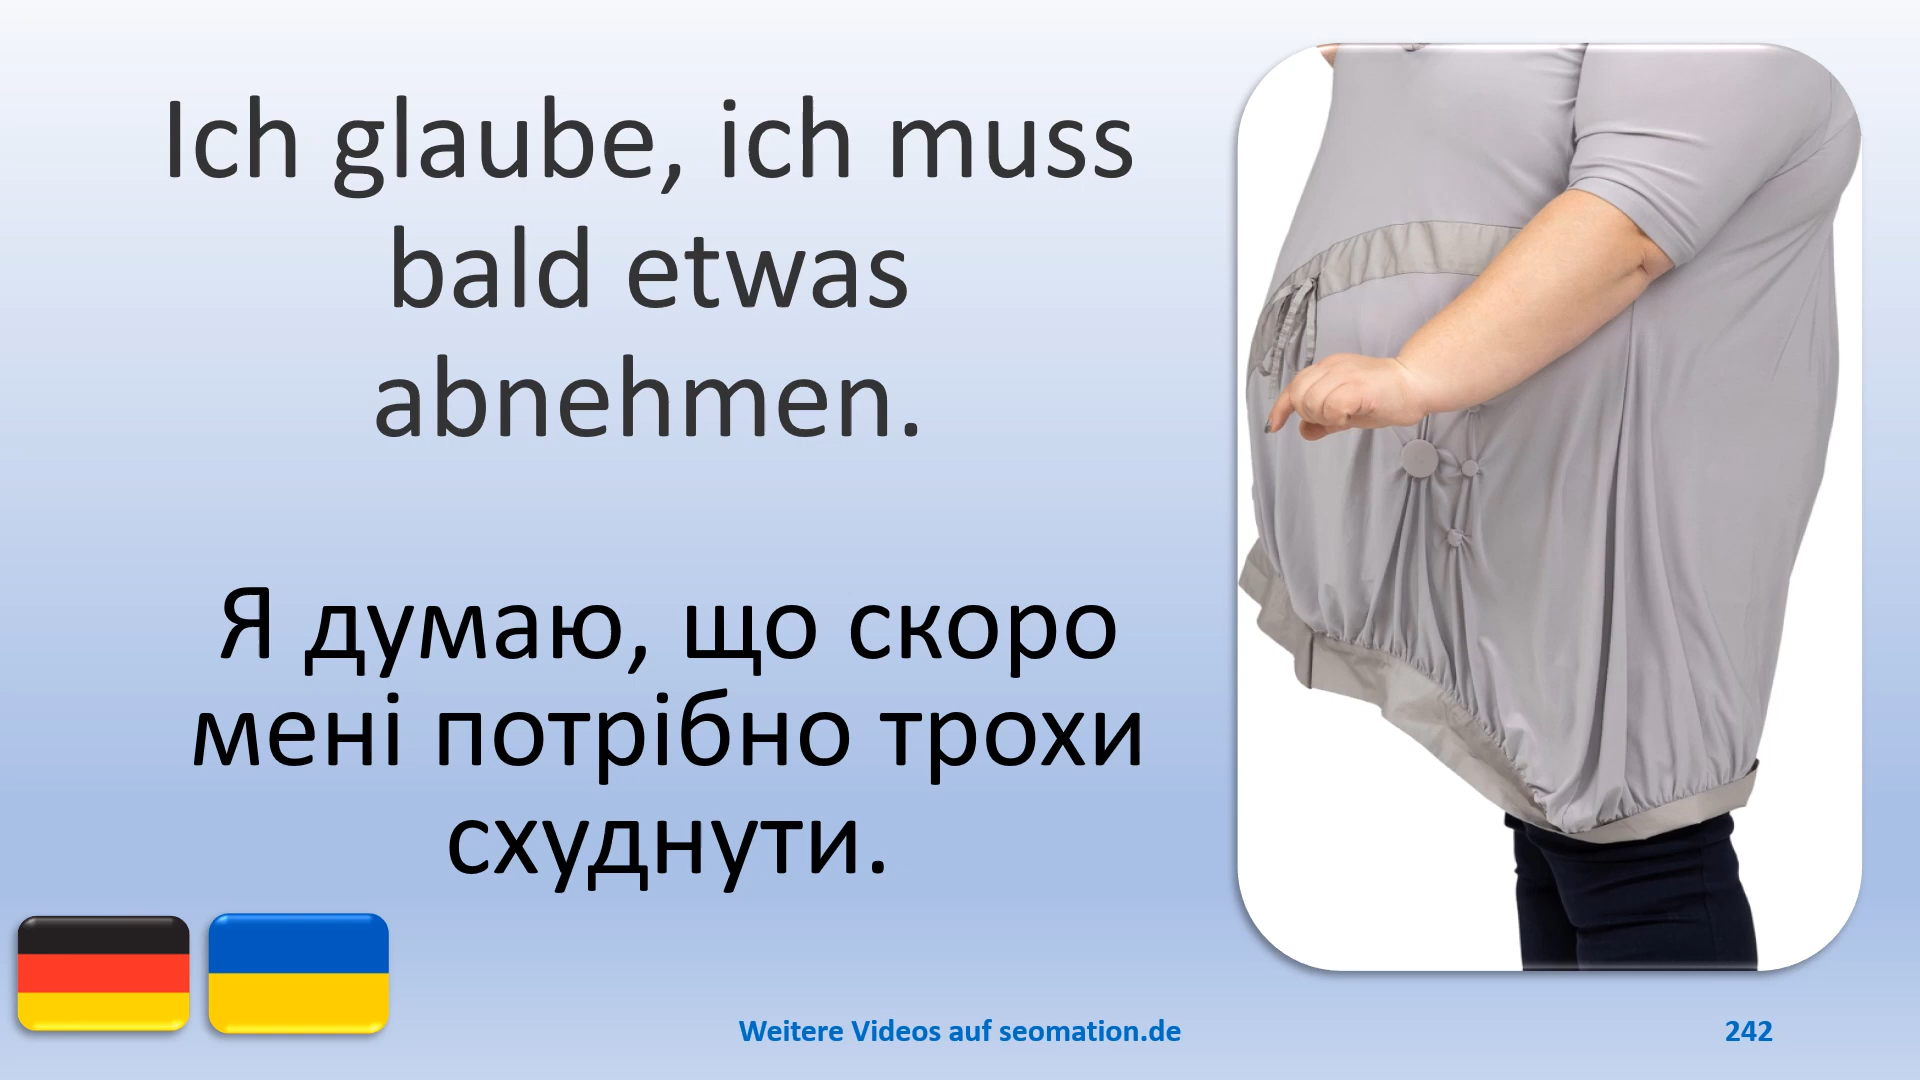 Ich glaube, ich muss
bald etwas
abnehmen.
Я думаю, що скоро
мені потрібно трохи
схуднути.
Weitere Videos auf seomation.de
242